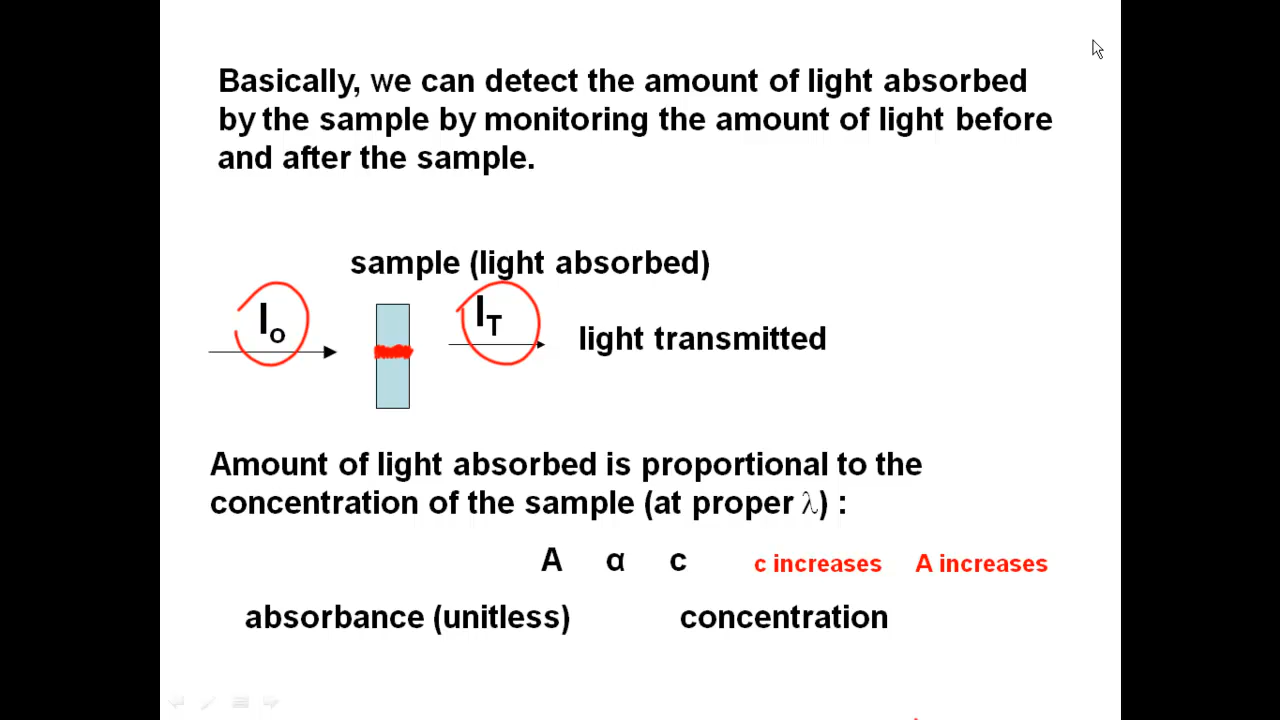 Basically, we can detect the amount of light absorbed
by the sample by monitoring the amount of light before
and after the sample.
sample (light absorbed)
Io
IT
light transmitted
Amount of light absorbed is proportional to the
concentration of the sample (at proper λ) :
A α c c increases A increases
absorbance (unitless) concentration